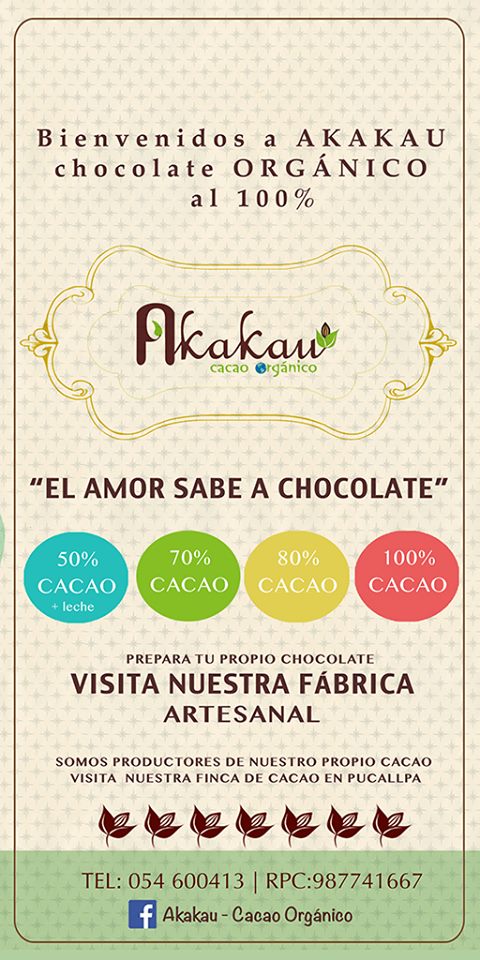 Bienvenidos a AKAKAU
chocolate ORGÁNICO
al 100%
Akakau
cacao orgánico
“EL AMOR SABE A CHOCOLATE”
50%
CACAO
+ leche
70%
CACAO
80%
CACAO
100%
CACAO
PREPARA TU PROPIO CHOCOLATE
VISITA NUESTRA FÁBRICA
ARTESANAL
SOMOS PRODUCTORES DE NUESTRO PROPIO CACAO
VISITA NUESTRA FINCA DE CACAO EN PUCALLPA
TEL: 054 600413 | RPC:987741667
f Akakau - Cacao Orgánico